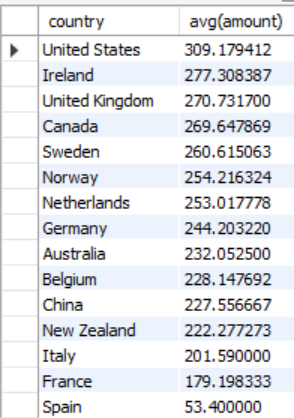 country avg(amount)
United States 309.179412
Ireland 277.308387
United Kingdom 270.731700
Canada 269.647869
Sweden 260.615063
Norway 254.216324
Netherlands 253.017778
Germany 244.203220
Australia 232.052500
Belgium 228.147692
China 227.556667
New Zealand 222.277273
Italy 201.590000
France 179.198333
Spain 53.400000